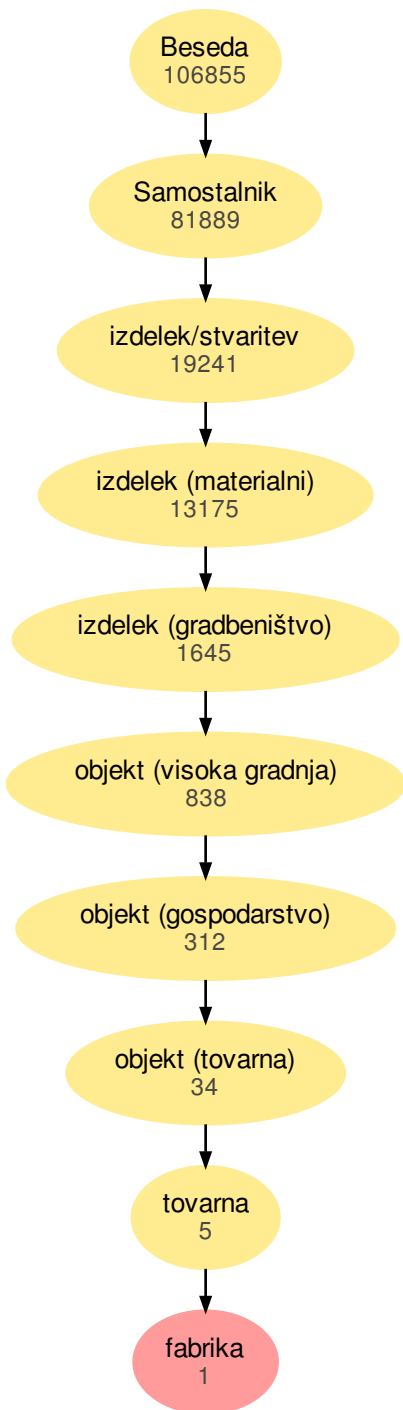 Beseda
106855
Samostalnik
81889
izdelek/stvaritev
19241
izdelek (materialni)
13175
izdelek (gradbeništvo)
1645
objekt (visoka gradnja)
838
objekt (gospodarstvo)
312
objekt (tovarna)
34
tovarna
5
fabrika
1